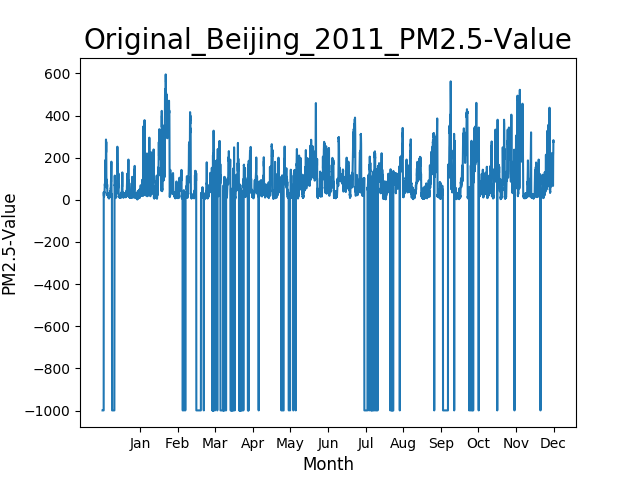 Original_Beijing_2011_PM2.5-Value
600
400
200
0
−200
−400
−600
−800
−1000
PM2.5-Value
Jan Feb Mar Apr May Jun Jul Aug Sep Oct Nov Dec
Month